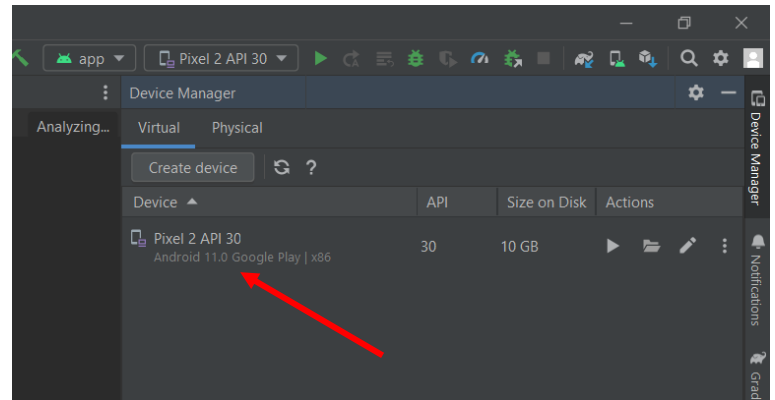 app
Pixel 2 API 30
Device Manager
Analyzing...
Virtual
Physical
Create device
?
Device
API
Size on Disk
Actions
Pixel 2 API 30
Android 11.0 Google Play | x86
30
10 GB
Device Manager
Notifications
Grad